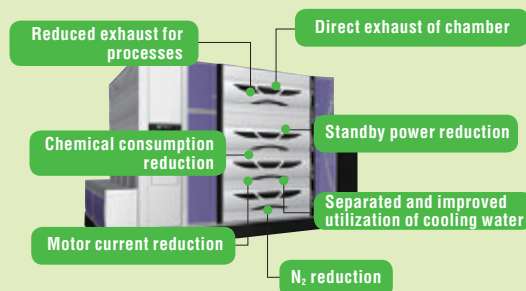 Reduced exhaust for
processes
Direct exhaust of chamber
Chemical consumption
reduction
Standby power reduction
Separated and improved
utilization of cooling water
Motor current reduction
N₂ reduction